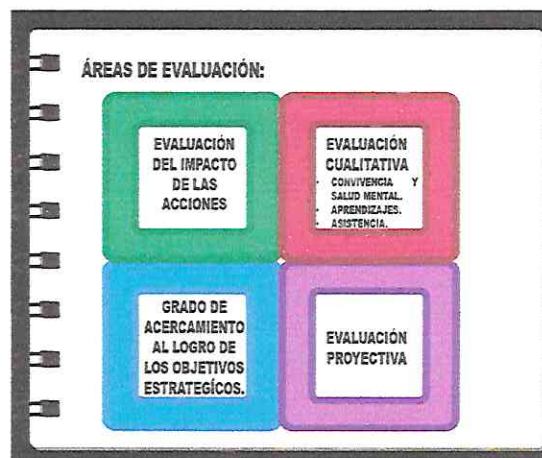 ÁREAS DE EVALUACIÓN:
EVALUACIÓN
DEL IMPACTO
DE LAS
ACCIONES
EVALUACIÓN
CUALITATIVA
- CONVIVENCIA Y
SALUD MENTAL.
- APRENDIZAJES.
- ASISTENCIA.
GRADO DE
ACERCAMIENTO
AL LOGRO DE
LOS OBJETIVOS
ESTRATEGÍCOS.
EVALUACIÓN
PROYECTIVA